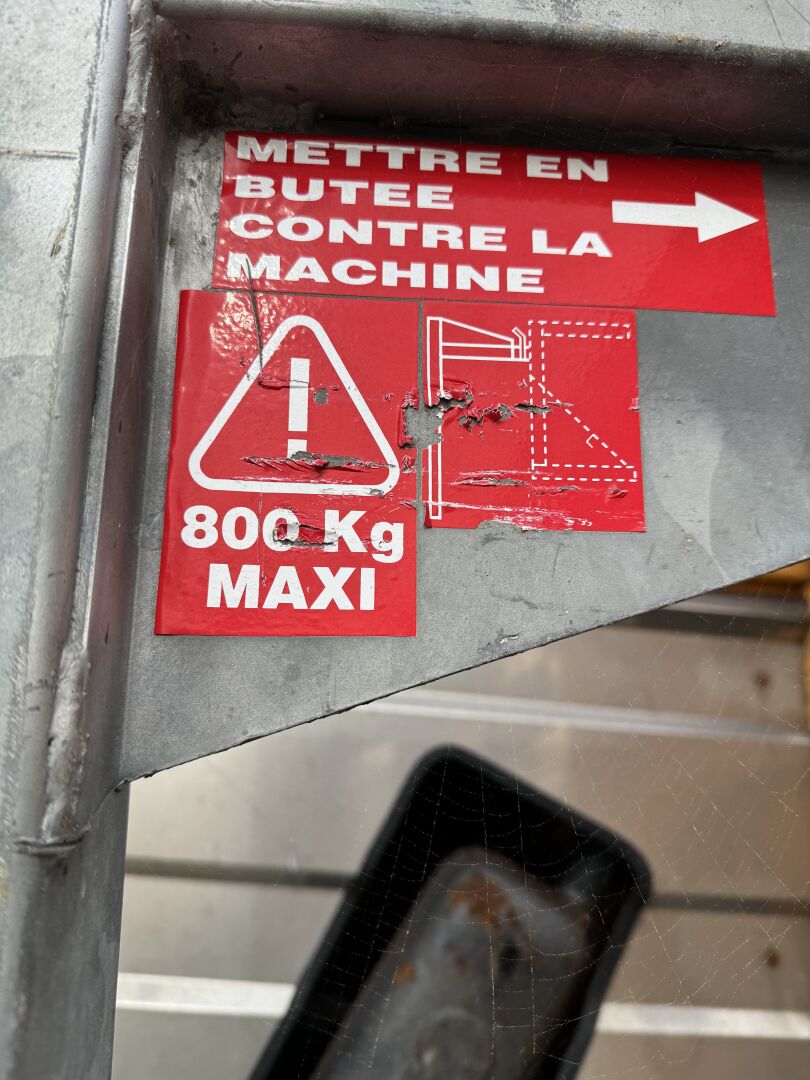 METTRE EN
BUTEE
CONTRE LA
MACHINE
!
800 Kg
MAXI